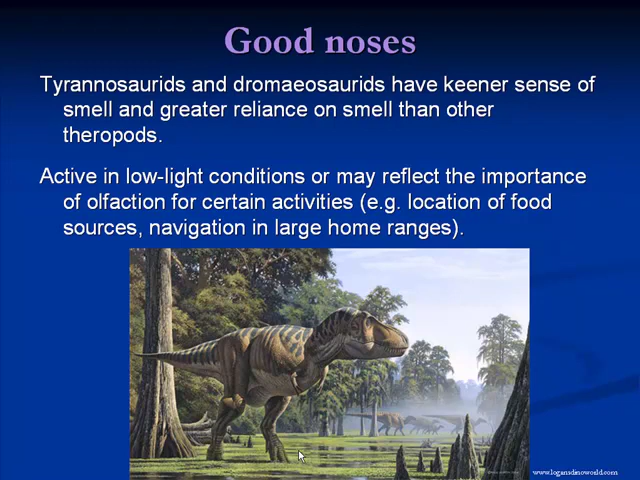 Good noses
Tyrannosaurids and dromaeosaurids have keener sense of
smell and greater reliance on smell than other
theropods.
Active in low-light conditions or may reflect the importance
of olfaction for certain activities (e.g. location of food
sources, navigation in large home ranges).
www.logansdinoworld.com